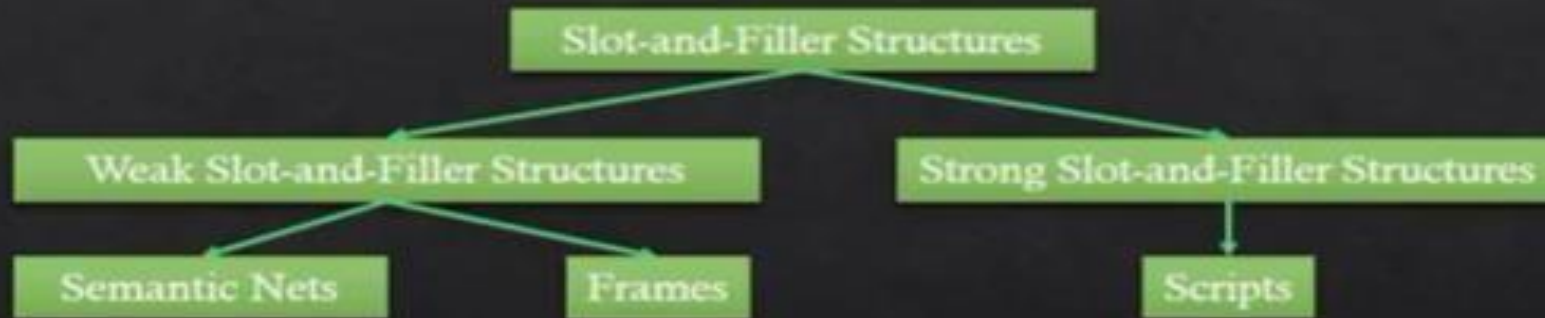 Slot-and-Filler Structures
Weak Slot-and-Filler Structures
Strong Slot-and-Filler Structures
Semantic Nets
Frames
Scripts